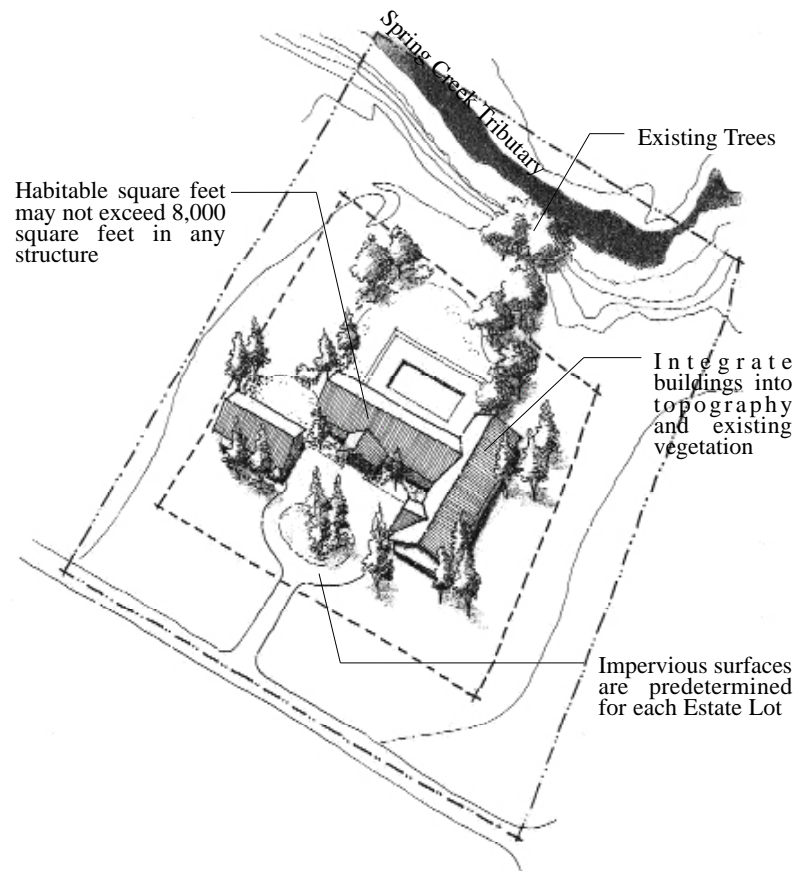 Spring Creek Tributary
Existing Trees
Habitable square feet
may not exceed 8,000
square feet in any
structure
Integrate
buildings into
topography
and existing
vegetation
Impervious surfaces
are predetermined
for each Estate Lot